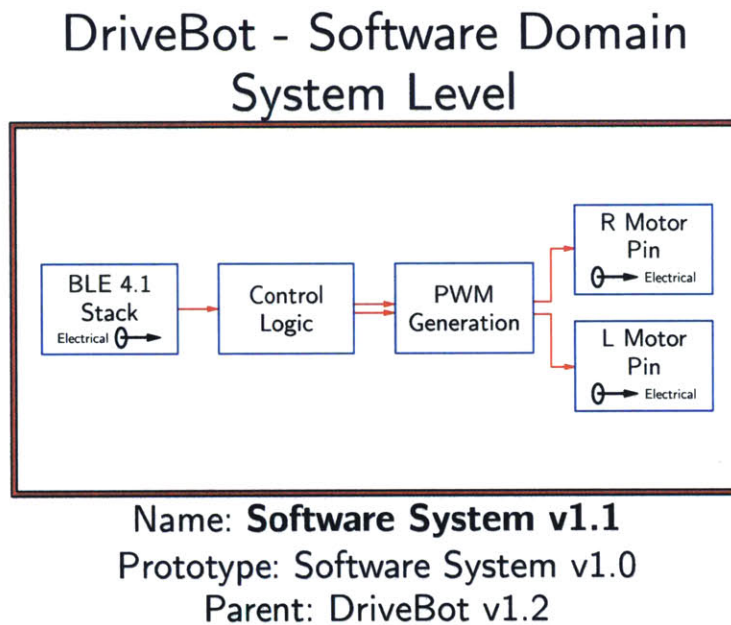 DriveBot - Software Domain
System Level
BLE 4.1
Stack
Electrical
Control
Logic
PWM
Generation
R Motor
Pin
Electrical
L Motor
Pin
Electrical
Name: Software System v1.1
Prototype: Software System v1.0
Parent: DriveBot v1.2